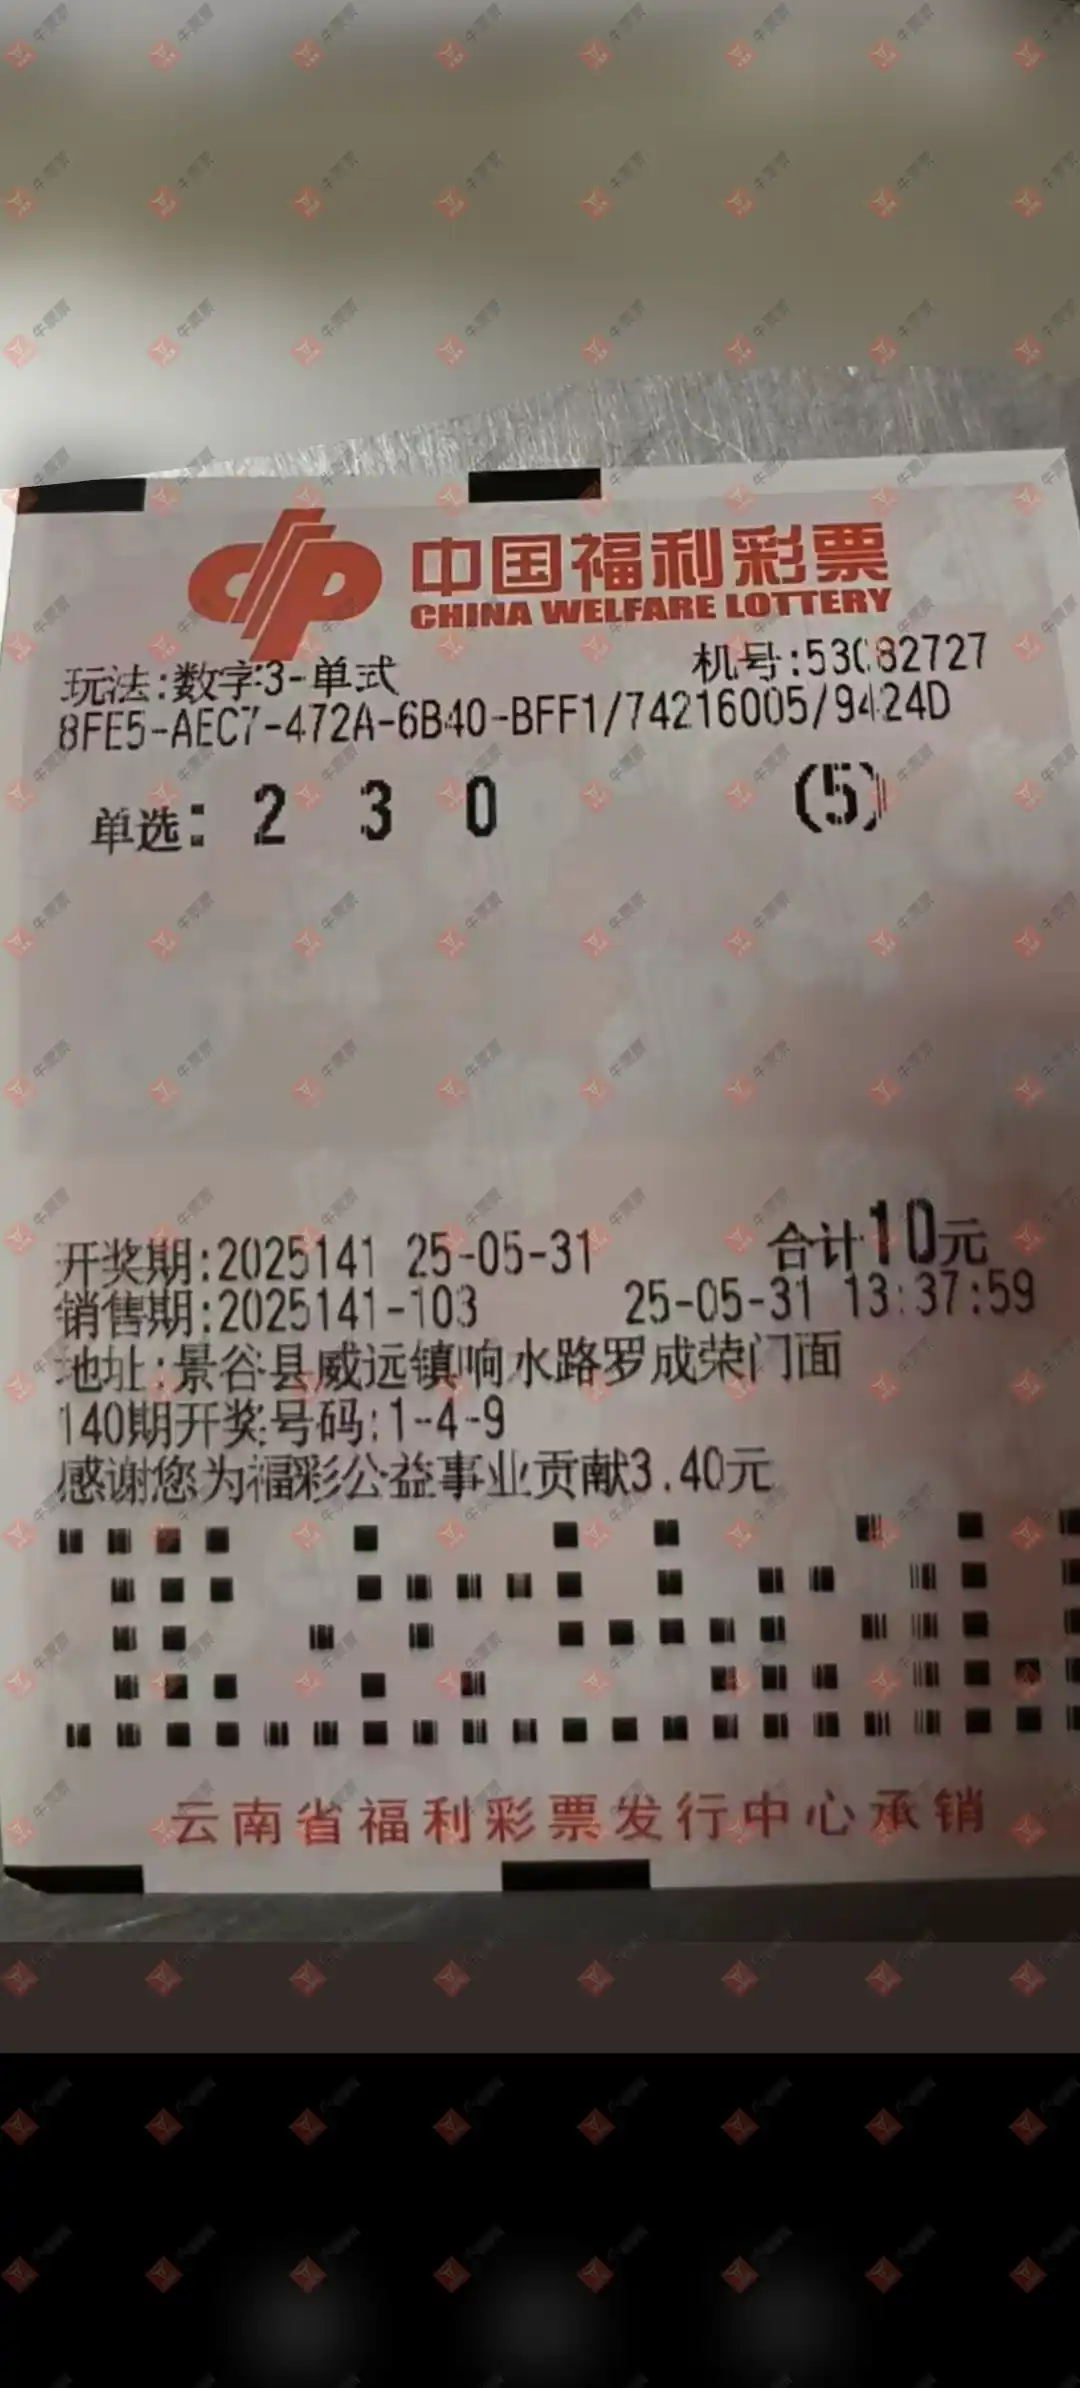 中国福利彩票
CHINA WELFARE LOTTERY
玩法:数字3-单式 机号:53082727
8FE5-AEC7-472A-6B40-BFF1/74216005/9424D
单选: 2 3 0 (5)
开奖期:2025141 25-05-31 合计10元
销售期:2025141-103 25-05-31 13:37:59
地址:景谷县威远镇响水路罗成荣门面
140期开奖号码:1-4-9
感谢您为福彩公益事业贡献3.40元
云南省福利彩票发行中心承销